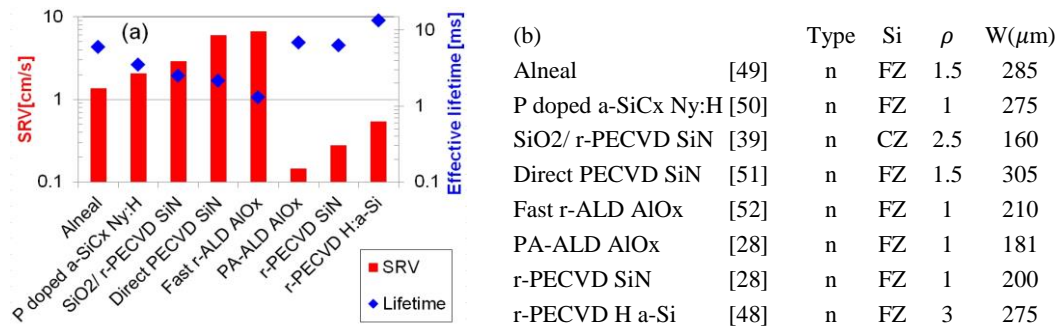 10
1
0.1
SRV[cm/s]
(a)
10
1
0.1
Effective lifetime [ms]
Alneal
P doped a-SiCx Ny:H
SiO2/ r-PECVD SiN
Direct PECVD SiN
Fast r-ALD AlOx
PA-ALD AlOx
r-PECVD SiN
r-PECVD H:a-Si
SRV
Lifetime
(b) Type Si ρ W(μm)
Alneal [49] n FZ 1.5 285
P doped a-SiCx Ny:H [50] n FZ 1 275
SiO2/ r-PECVD SiN [39] n CZ 2.5 160
Direct PECVD SiN [51] n FZ 1.5 305
Fast r-ALD AlOx [52] n FZ 1 210
PA-ALD AlOx [28] n FZ 1 181
r-PECVD SiN [28] n FZ 1 200
r-PECVD H a-Si [48] n FZ 3 275